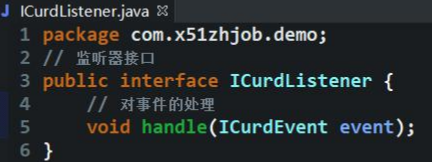 ICurdListener.java
1 package com.x51zhjob.demo;
2 // 监听器接口
3 public interface ICurdListener {
4 // 对事件的处理
5 void handle(ICurdEvent event);
6 }